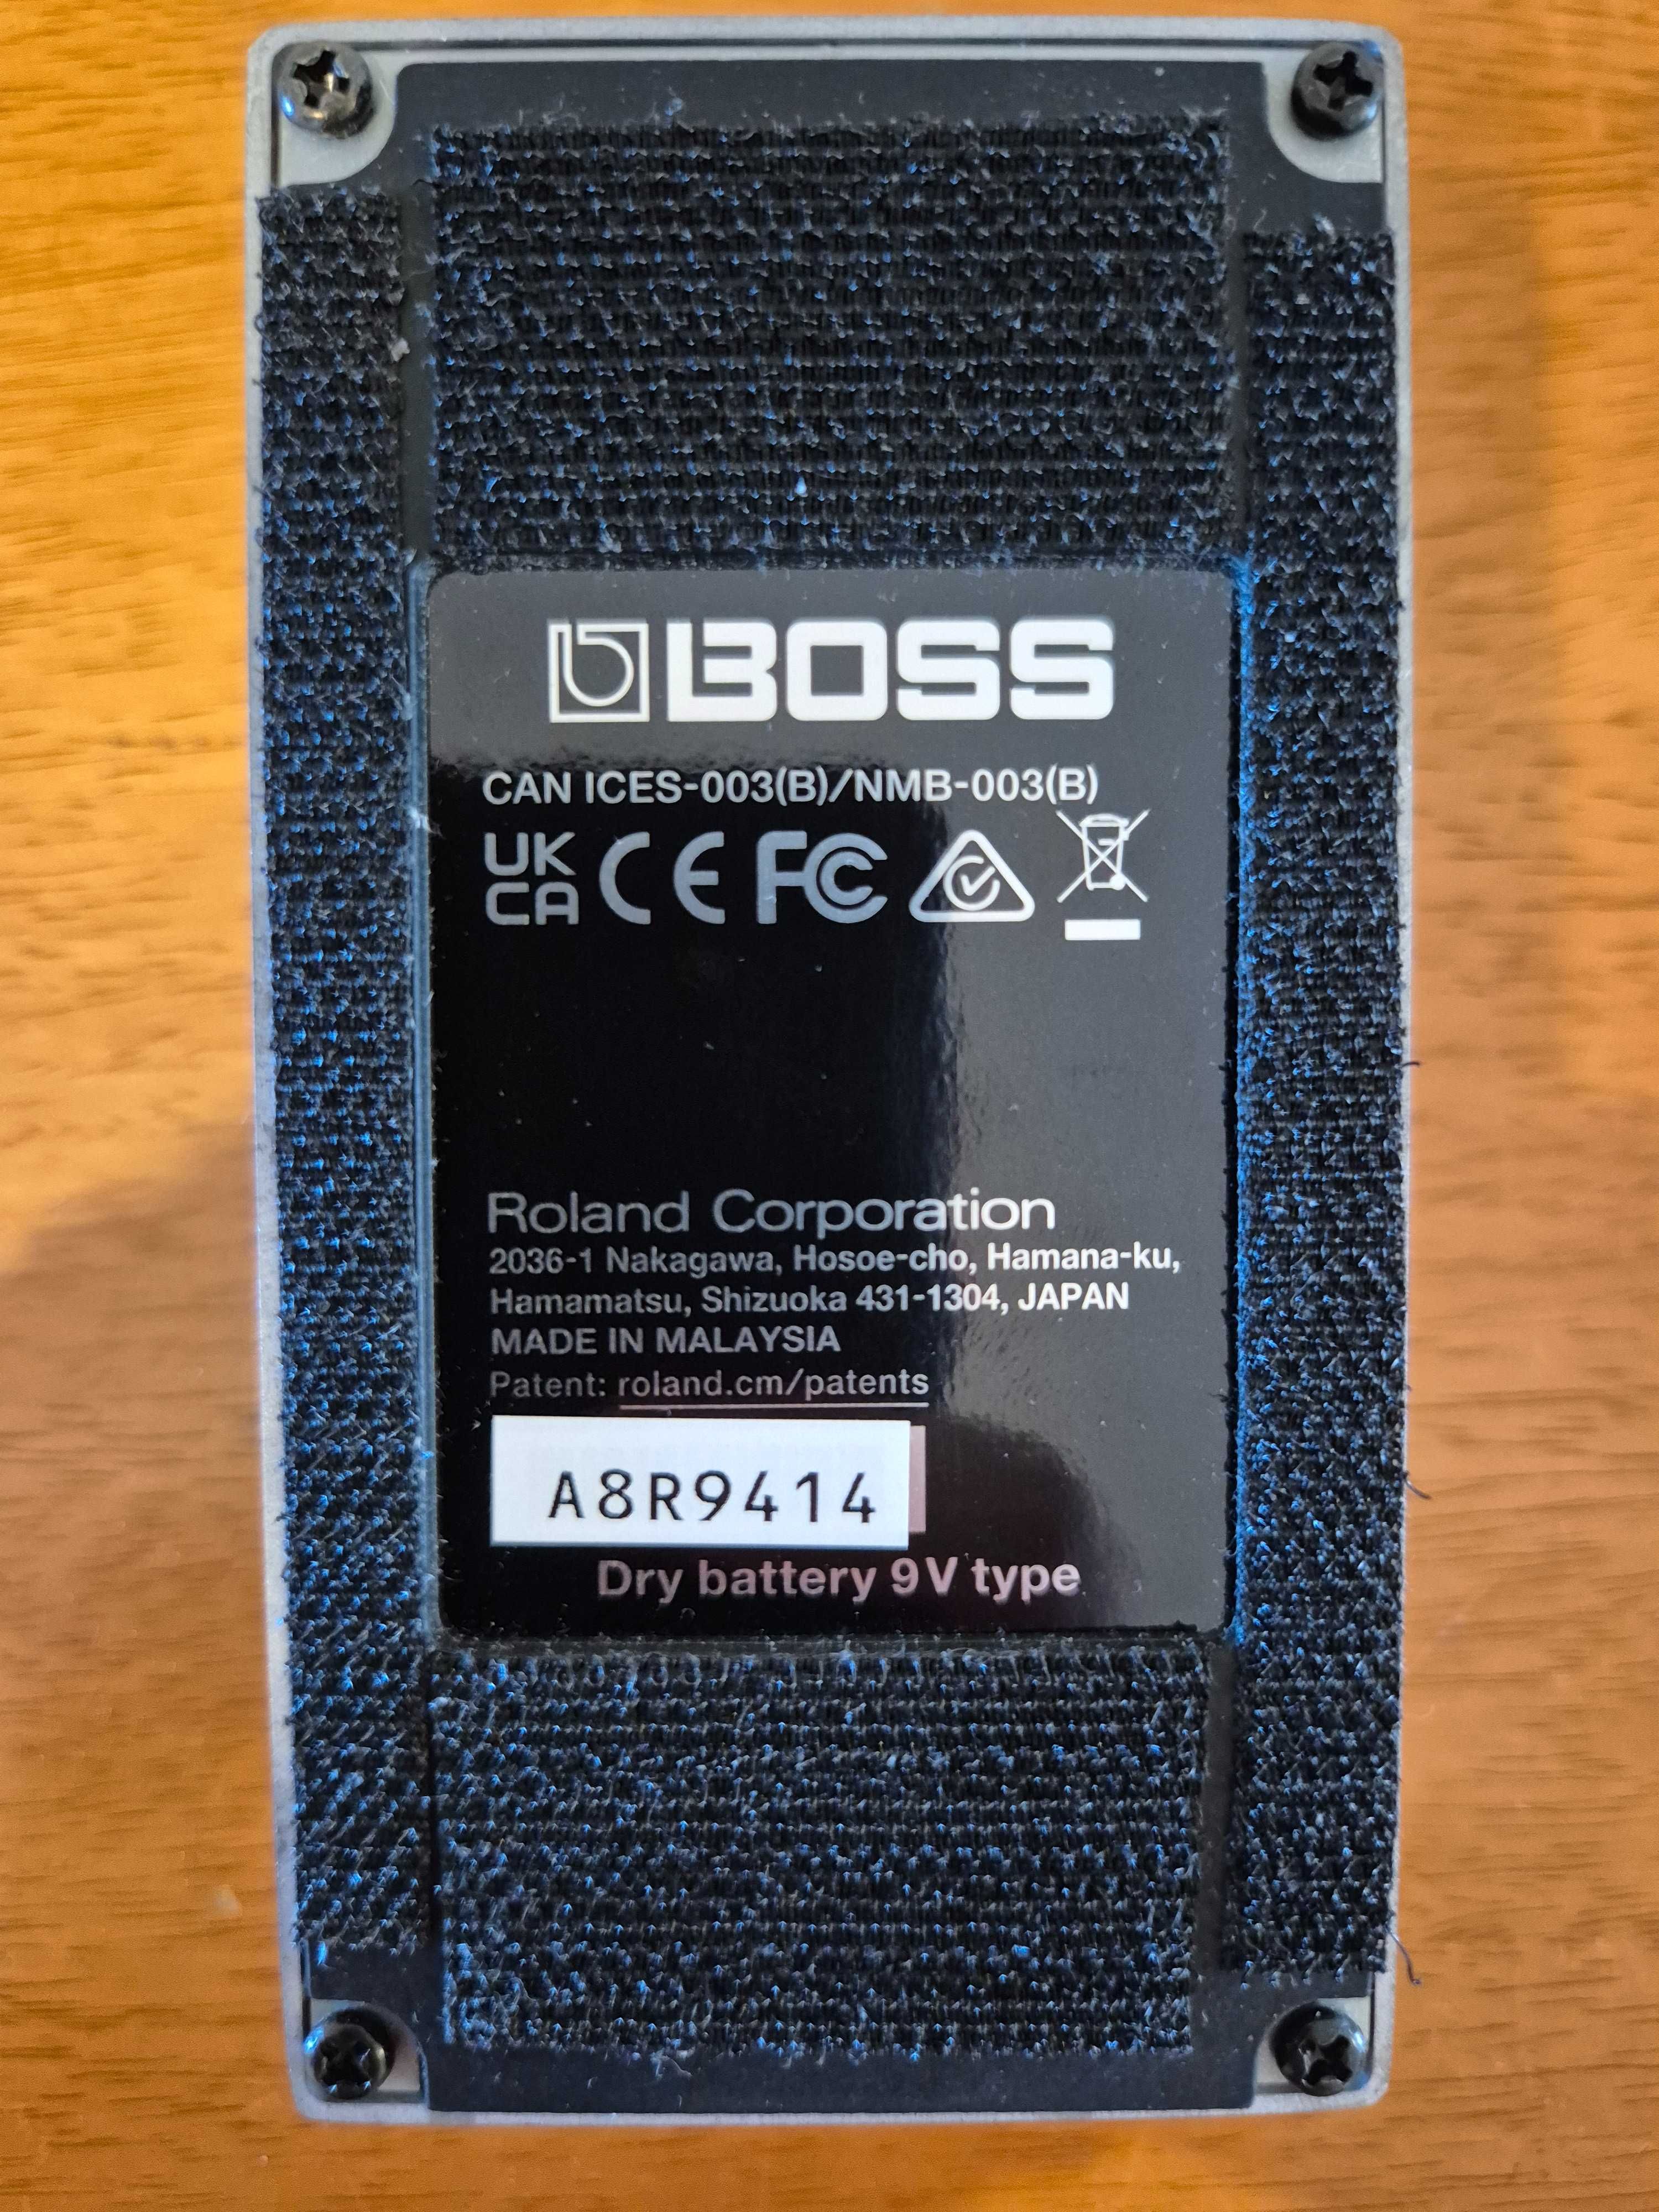 BOSS
CAN ICES-003(B)/NMB-003(B)
UK
CA CE FC
Roland Corporation
2036-1 Nakagawa, Hosoe-cho, Hamana-ku,
Hamamatsu, Shizuoka 431-1304, JAPAN
MADE IN MALAYSIA
Patent: roland.cm/patents
A8R9414
Dry battery 9V type